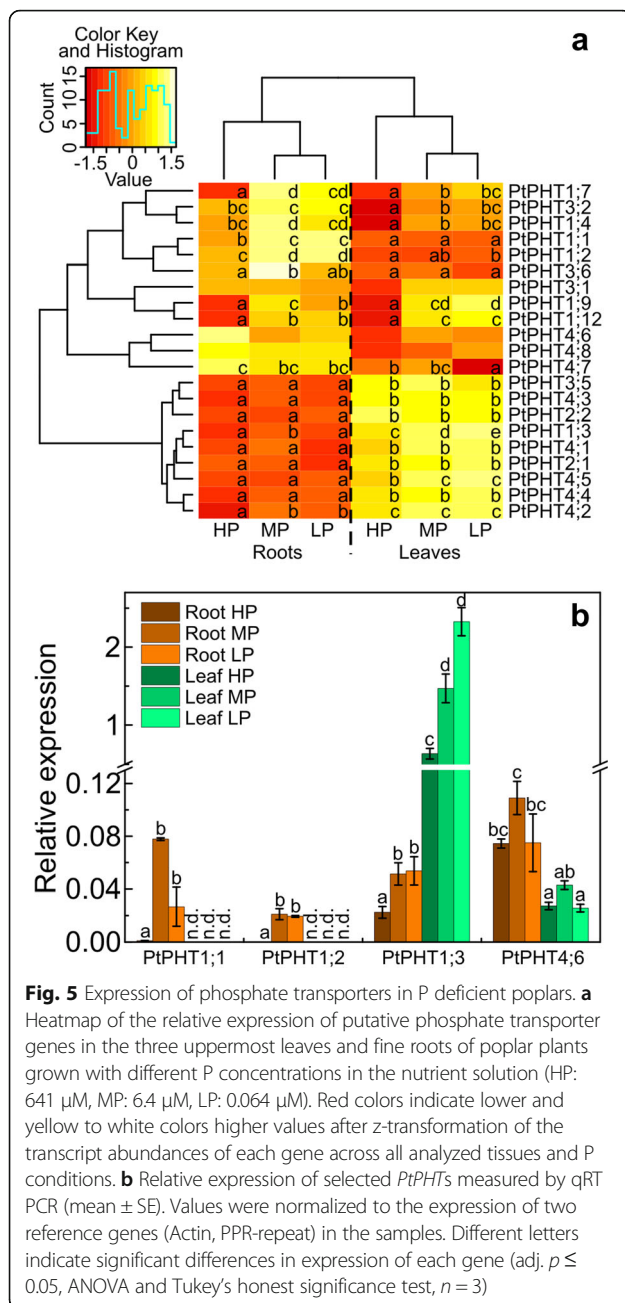 Color Key
and Histogram
a
Count
0 5 10 15
-1.5 0 1.5
Value
a d cd a b bc PtPHT1;7
bc c c a b bc PtPHT3;2
bc d cd a b bc PtPHT1;4
b c c a a a PtPHT1;1
c d d a ab b PtPHT1;2
a b ab a a a PtPHT3;6
PtPHT3;1
a c b a cd d PtPHT1;9
a b b a c c PtPHT1;12
PtPHT4;6
PtPHT4;8
c bc bc b bc a PtPHT4;7
a a a b b b PtPHT3;5
a a a b b b PtPHT4;3
a a a b b b PtPHT2;2
a b a c d e PtPHT1;3
a a a b b b PtPHT4;1
a a a b b b PtPHT2;1
a a a b c c PtPHT4;5
a a a b b b PtPHT4;4
a b b c c c PtPHT4;2
HP MP LP HP MP LP
Roots Leaves
b
Root HP
Root MP
Root LP
Leaf HP
Leaf MP
Leaf LP
Relative expression
2
1
0.12
0.08
0.04
0.00
a b b n.d. n.d. n.d.
a b b n.d. n.d. n.d.
a b b c d d
bc c bc a ab a
PtPHT1;1 PtPHT1;2 PtPHT1;3 PtPHT4;6
Fig. 5 Expression of phosphate transporters in P deficient poplars. a
Heatmap of the relative expression of putative phosphate transporter
genes in the three uppermost leaves and fine roots of poplar plants
grown with different P concentrations in the nutrient solution (HP:
641 μM, MP: 6.4 μM, LP: 0.064 μM). Red colors indicate lower and
yellow to white colors higher values after z-transformation of the
transcript abundances of each gene across all analyzed tissues and P
conditions. b Relative expression of selected PtPHTs measured by qRT
PCR (mean ± SE). Values were normalized to the expression of two
reference genes (Actin, PPR-repeat) in the samples. Different letters
indicate significant differences in expression of each gene (adj. p ≤
0.05, ANOVA and Tukey's honest significance test, n = 3)